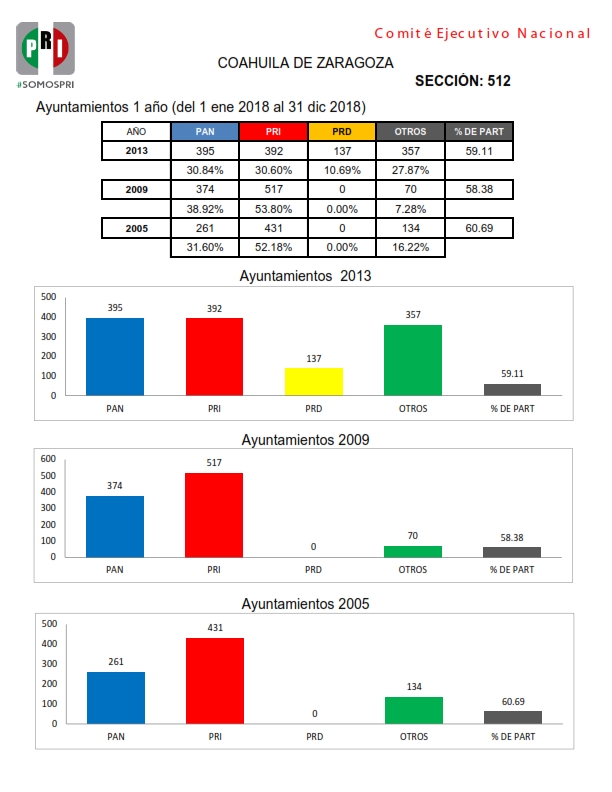 Comité Ejecutivo Nacional
PRI
#SOMOSPRI
COAHUILA DE ZARAGOZA
SECCIÓN: 512
Ayuntamientos 1 año (del 1 ene 2018 al 31 dic 2018)
AÑO PAN PRI PRD OTROS % DE PART
2013 395 392 137 357 59.11
30.84% 30.60% 10.69% 27.87%
2009 374 517 0 70 58.38
38.92% 53.80% 0.00% 7.28%
2005 261 431 0 134 60.69
31.60% 52.18% 0.00% 16.22%
Ayuntamientos 2013
500
400
300
200
100
0
395 392 137 357 59.11
PAN PRI PRD OTROS % DE PART
Ayuntamientos 2009
600
500
400
300
200
100
0
374 517 0 70 58.38
PAN PRI PRD OTROS % DE PART
Ayuntamientos 2005
500
400
300
200
100
0
261 431 0 134 60.69
PAN PRI PRD OTROS % DE PART